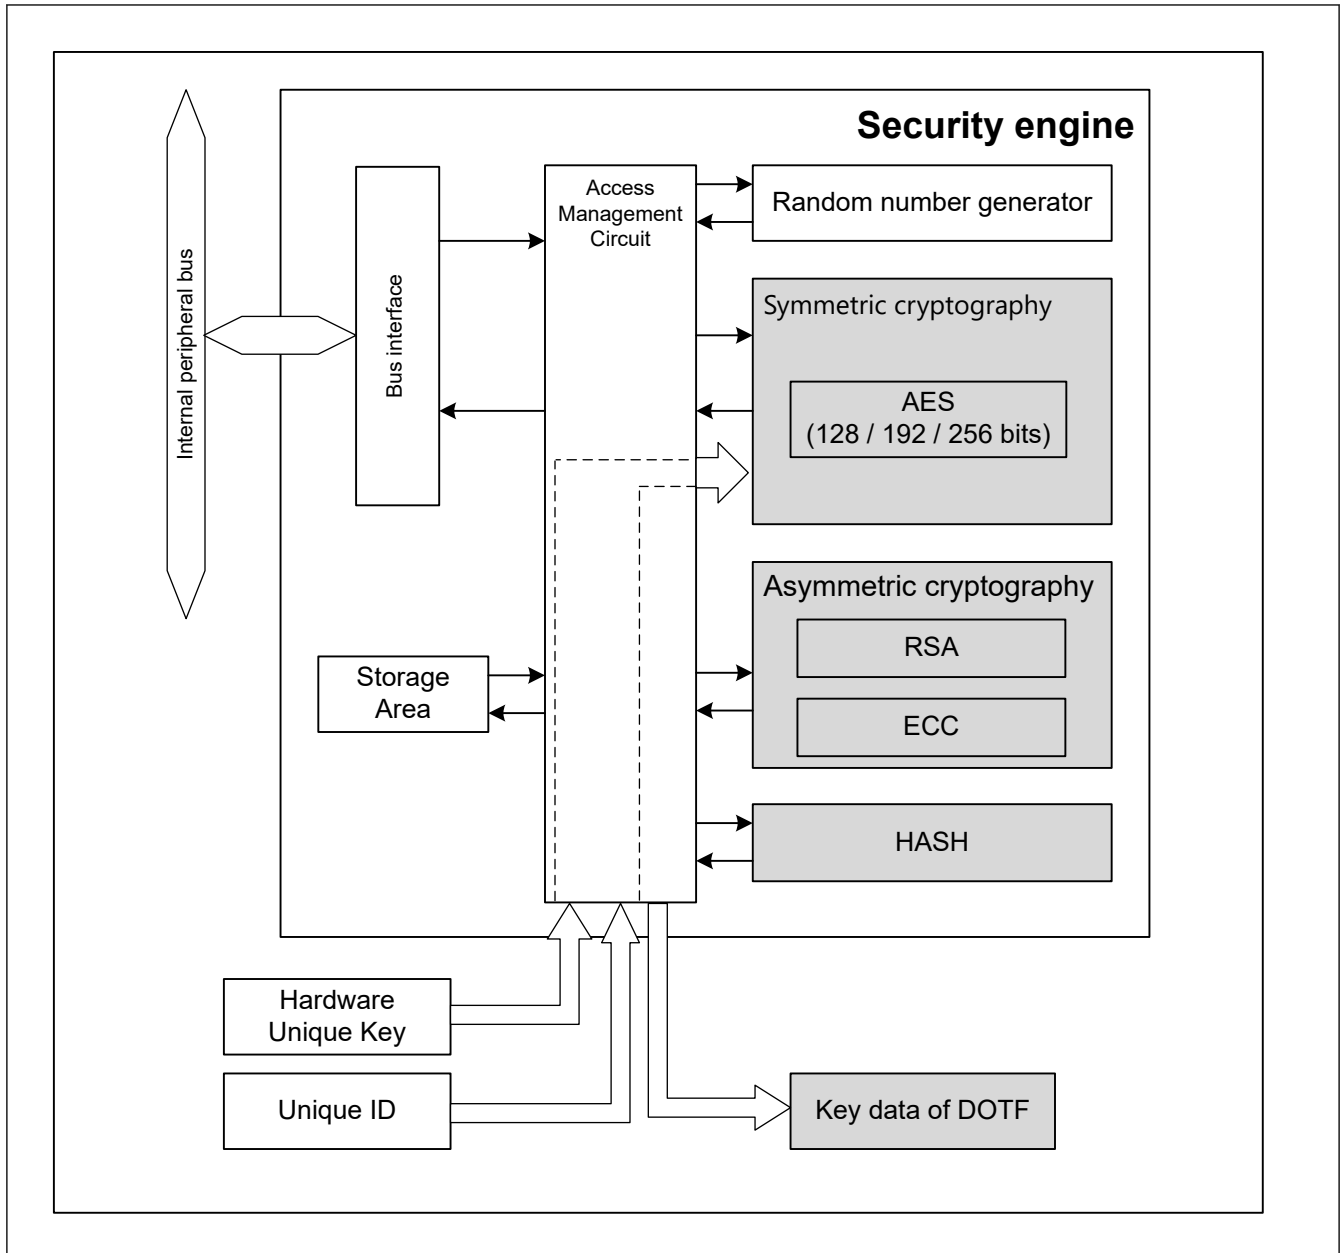 Security engine
Internal peripheral bus
Bus interface
Access
Management
Circuit
Random number generator
Symmetric cryptography
AES
(128 / 192 / 256 bits)
Asymmetric cryptography
RSA
ECC
Storage
Area
HASH
Hardware
Unique Key
Unique ID
Key data of DOTF